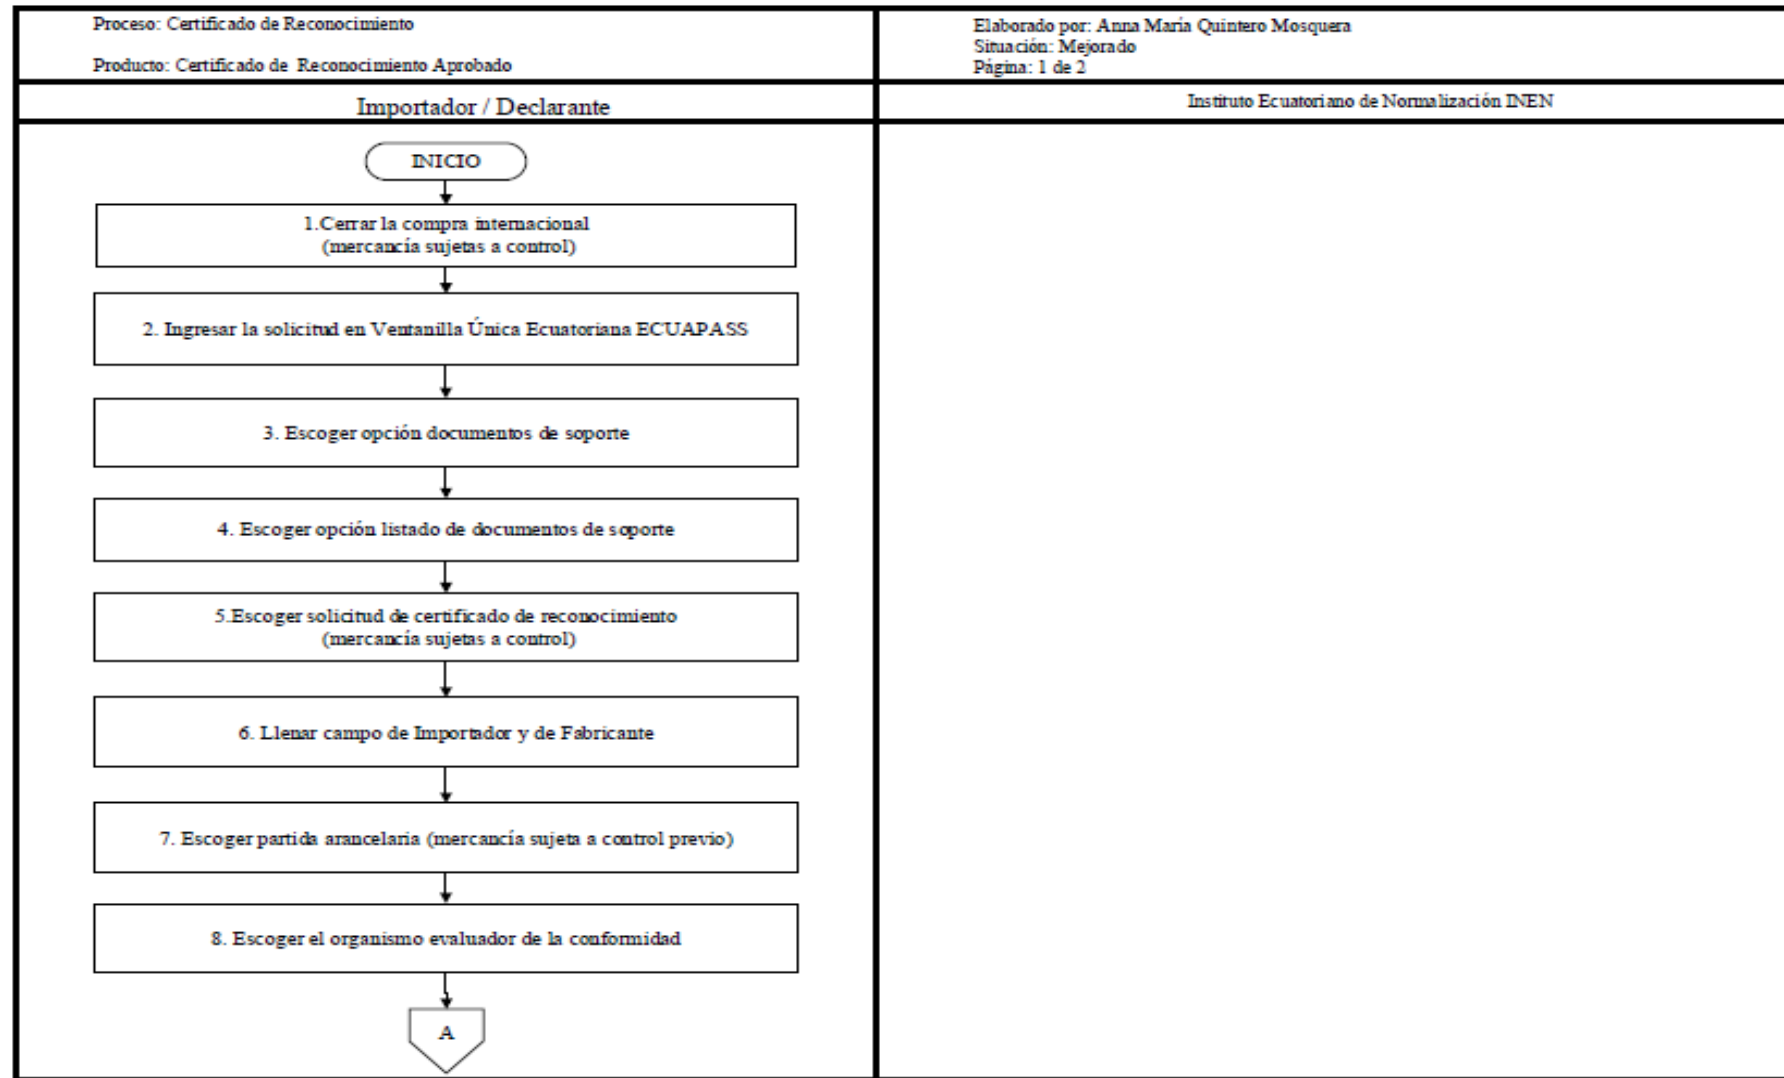 Proceso: Certificado de Reconocimiento
Producto: Certificado de Reconocimiento Aprobado
Elaborado por: Anna María Quintero Mosquera
Situación: Mejorado
Página: 1 de 2
Importador / Declarante
Instituto Ecuatoriano de Normalización INEN
INICIO
1.Cerrar la compra internacional
(mercancía sujetas a control)
2. Ingresar la solicitud en Ventanilla Única Ecuatoriana ECUAPASS
3. Escoger opción documentos de soporte
4. Escoger opción listado de documentos de soporte
5.Escoger solicitud de certificado de reconocimiento
(mercancía sujetas a control)
6. Llenar campo de Importador y de Fabricante
7. Escoger partida arancelaria (mercancía sujeta a control previo)
8. Escoger el organismo evaluador de la conformidad
A